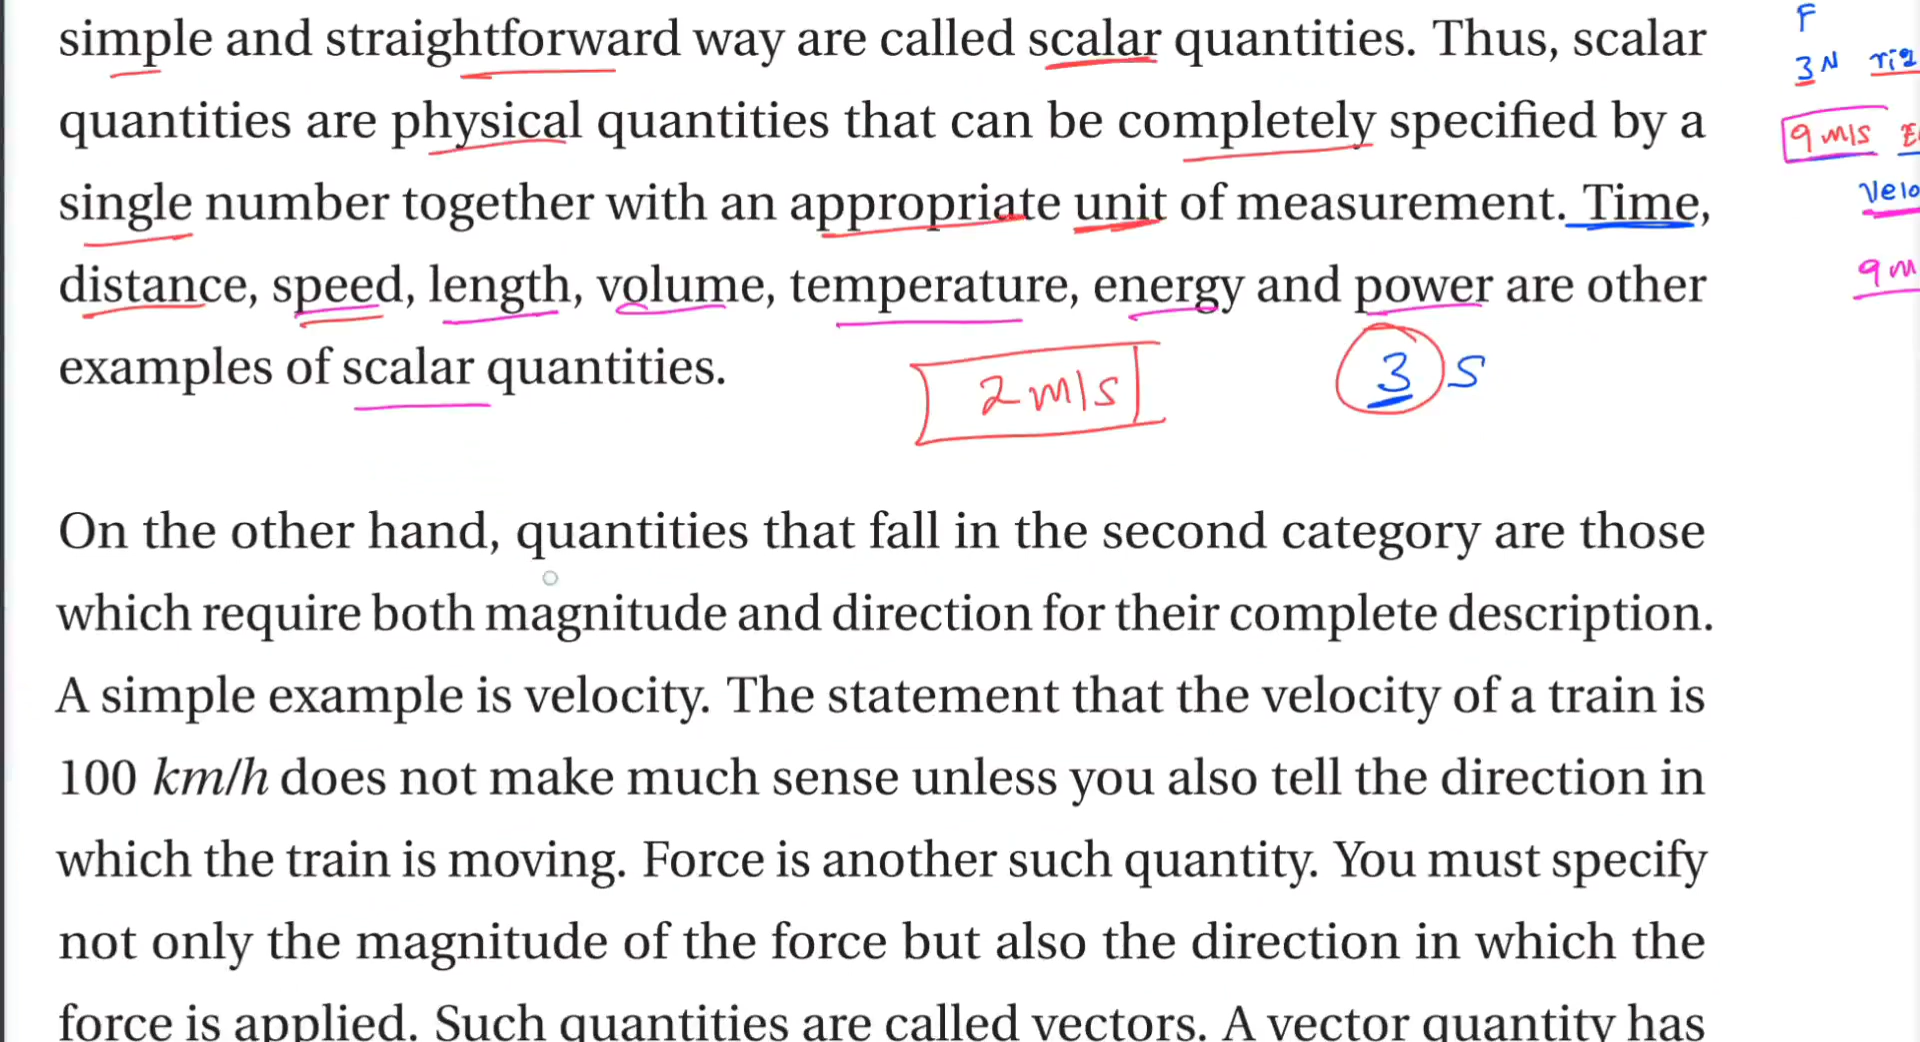 simple and straightforward way are called scalar quantities. Thus, scalar
quantities are physical quantities that can be completely specified by a
single number together with an appropriate unit of measurement. Time,
distance, speed, length, volume, temperature, energy and power are other
examples of scalar quantities.
2 m/s
3 s
On the other hand, quantities that fall in the second category are those
which require both magnitude and direction for their complete description.
A simple example is velocity. The statement that the velocity of a train is
100 km/h does not make much sense unless you also tell the direction in
which the train is moving. Force is another such quantity. You must specify
not only the magnitude of the force but also the direction in which the
force is applied. Such quantities are called vectors. A vector quantity has
F
3 N
9 m/s E
Velo
9 m